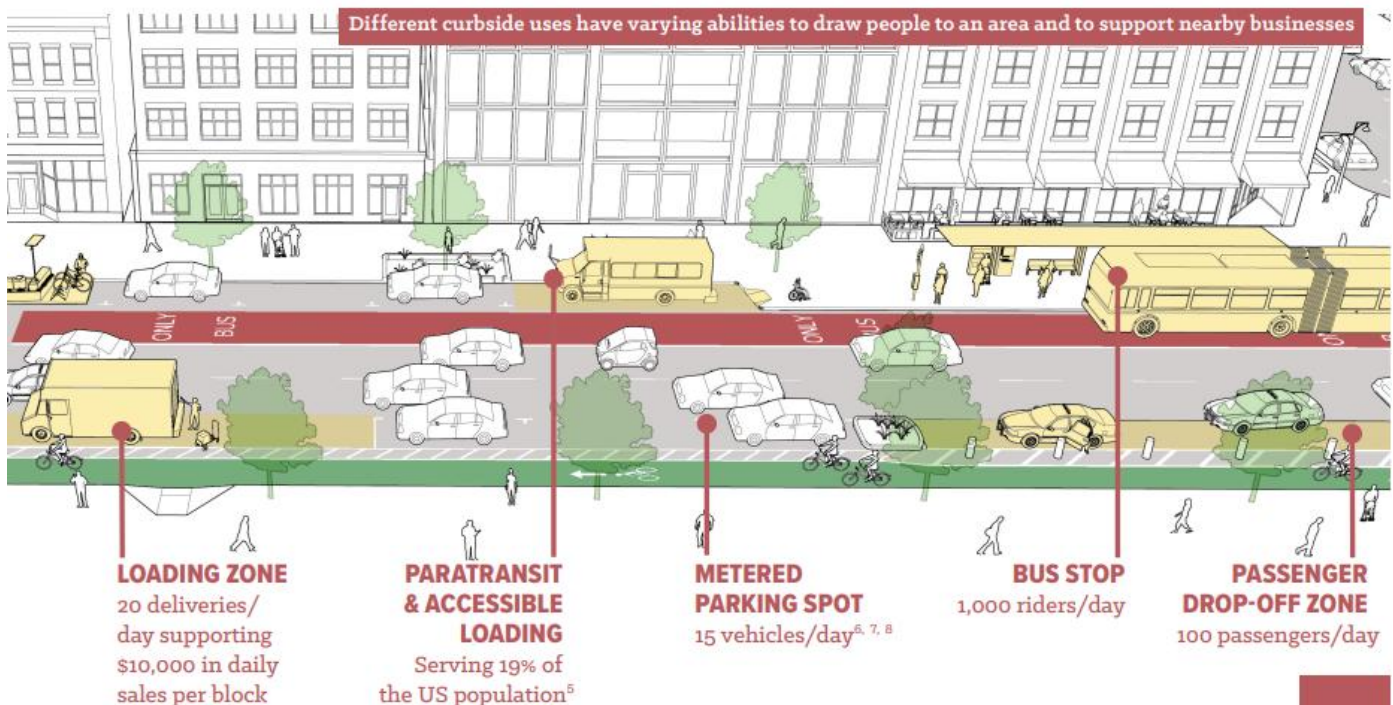 Different curbside uses have varying abilities to draw people to an area and to support nearby businesses
ONLY
BUS
ONLY
BUS
LOADING ZONE
20 deliveries/
day supporting
$10,000 in daily
sales per block
PARATRANSIT
& ACCESSIBLE
LOADING
Serving 19% of
the US population⁵
METERED
PARKING SPOT
15 vehicles/day⁶, ⁷, ⁸
BUS STOP
1,000 riders/day
PASSENGER
DROP-OFF ZONE
100 passengers/day